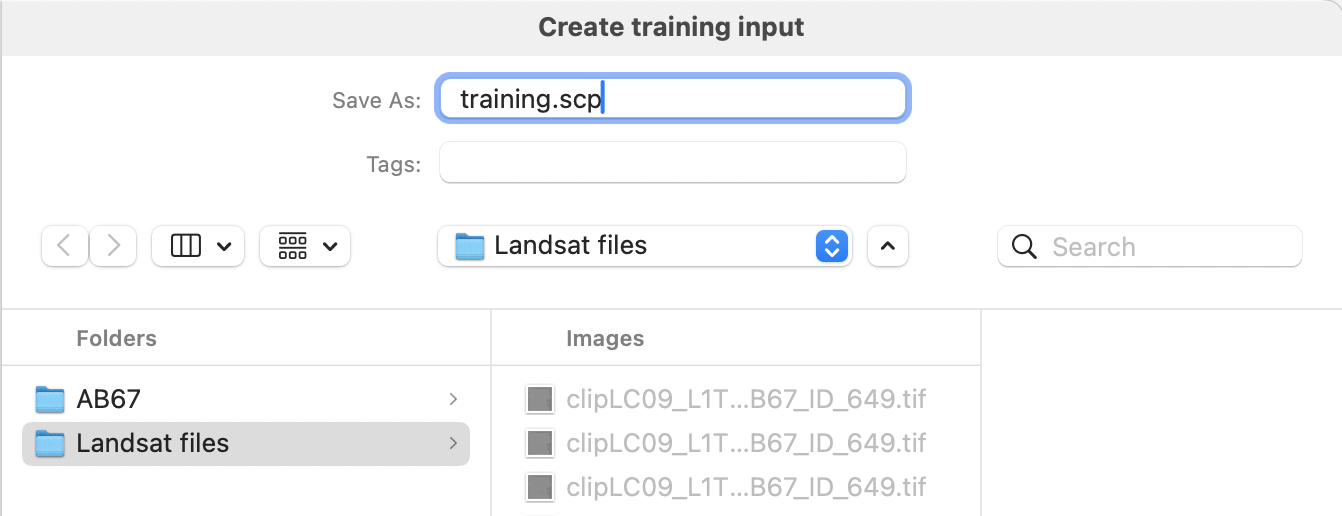 Create training input
Save As: training.scp
Tags:
Landsat files
Search
Folders
Images
AB67
Landsat files
clipLC09_L1T...B67_ID_649.tif
clipLC09_L1T...B67_ID_649.tif
clipLC09_L1T...B67_ID_649.tif